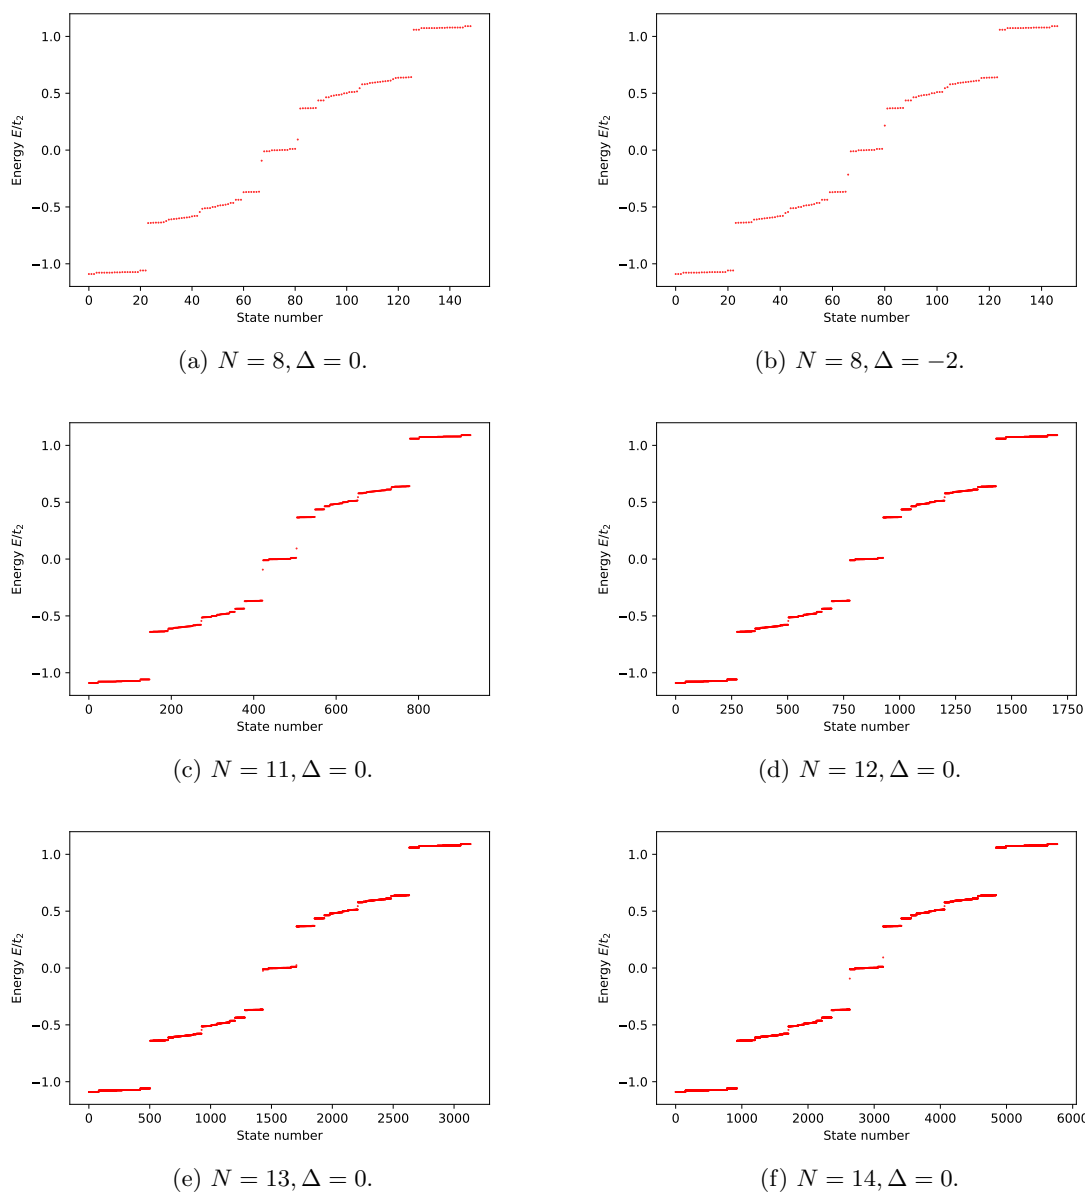 1.0
0.5
0.0
−0.5
−1.0
Energy E/t₂
0 20 40 60 80 100 120 140
State number
(a) N = 8, Δ = 0.
1.0
0.5
0.0
−0.5
−1.0
Energy E/t₂
0 20 40 60 80 100 120 140
State number
(b) N = 8, Δ = −2.
1.0
0.5
0.0
−0.5
−1.0
Energy E/t₂
0 200 400 600 800
State number
(c) N = 11, Δ = 0.
1.0
0.5
0.0
−0.5
−1.0
Energy E/t₂
0 250 500 750 1000 1250 1500 1750
State number
(d) N = 12, Δ = 0.
1.0
0.5
0.0
−0.5
−1.0
Energy E/t₂
0 500 1000 1500 2000 2500 3000
State number
(e) N = 13, Δ = 0.
1.0
0.5
0.0
−0.5
−1.0
Energy E/t₂
0 1000 2000 3000 4000 5000 6000
State number
(f) N = 14, Δ = 0.